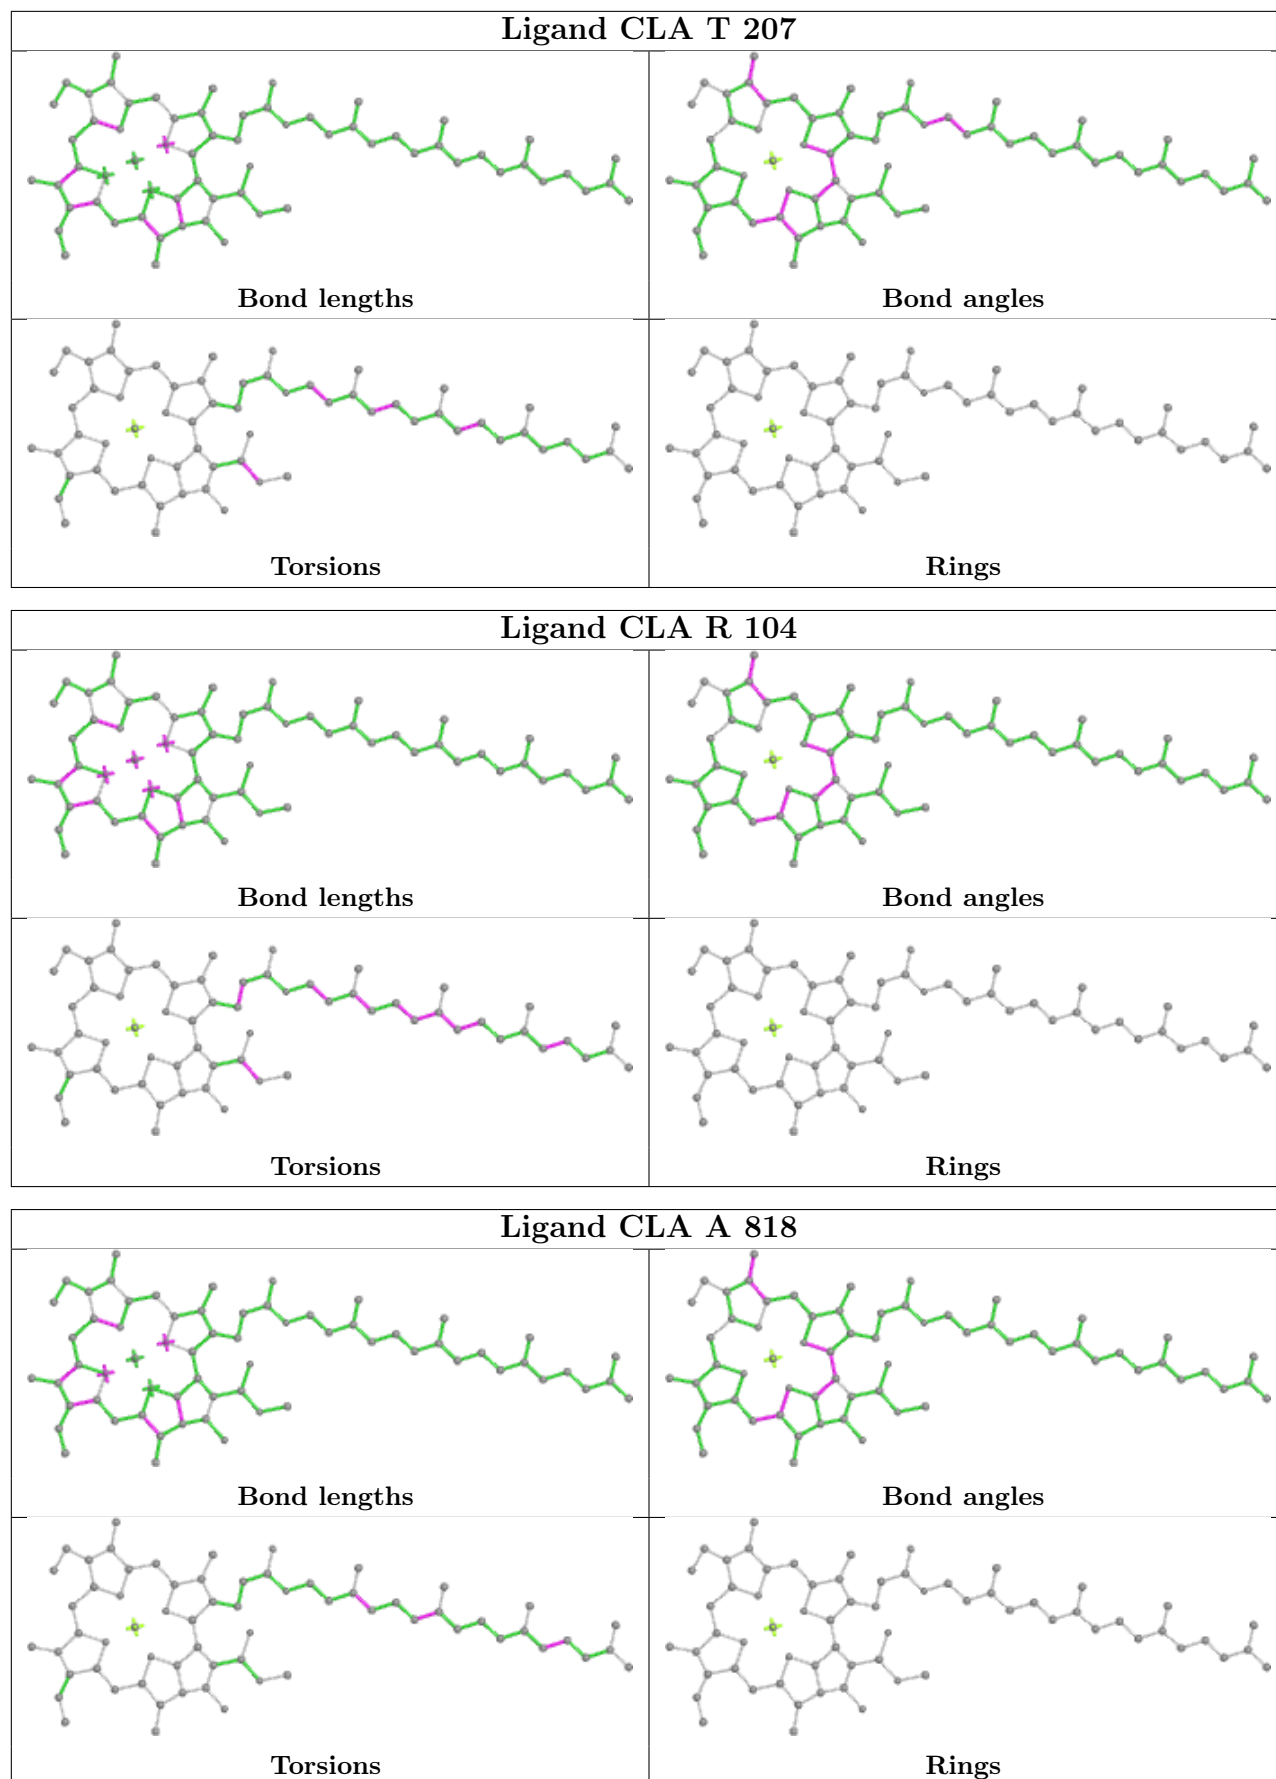 Ligand CLA T 207
Bond lengths
Bond angles
Torsions
Rings
Ligand CLA R 104
Bond lengths
Bond angles
Torsions
Rings
Ligand CLA A 818
Bond lengths
Bond angles
Torsions
Rings